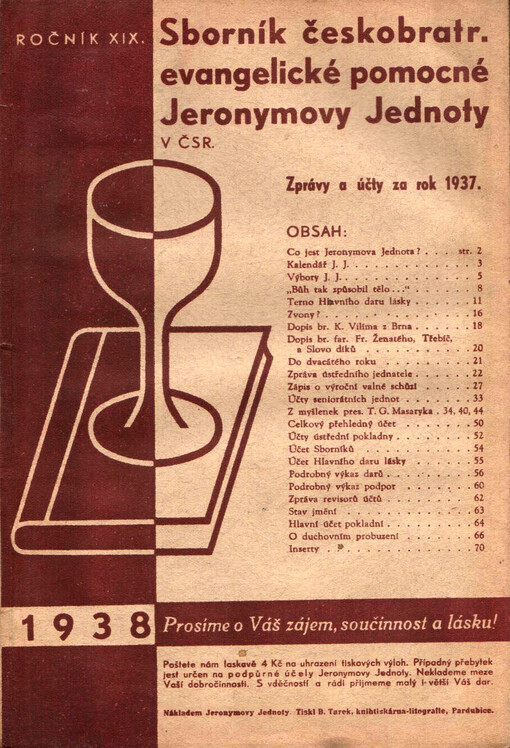 ROČNÍK XIX.
Sborník českobratr.
evangelické pomocné
Jeronymovy Jednoty
V ČSR.
Zprávy a účty za rok 1937.
OBSAH:
Co jest Jeronymova Jednota? . . . . str. 2
Kalendář J. J. . . . . . . . . . . . . . . 3
Výbory J. J. . . . . . . . . . . . . . . . 5
„Bůh tak způsobil tělo...“ . . . . . . . 8
Terno Hlavního daru lásky . . . . . . . 11
Zvony? . . . . . . . . . . . . . . . . . 16
Dopis br. K. Vilíma z Brna . . . . . . . 18
Dopis br. far. Fr. Ženatého, Třebíč,
a Slovo díků . . . . . . . . . . . . 20
Do dvacátého roku . . . . . . . . . . . 21
Zpráva ústředního jednatele . . . . . . 22
Zápis o výroční valné schůzi . . . . . . 27
Účty seniorátních jednot . . . . . . . . 33
Z myšlenek pres. T. G. Masaryka . 34, 40, 44
Celkový přehledný účet . . . . . . . . . 50
Účty ústřední pokladny . . . . . . . . . 52
Účet Sborníků . . . . . . . . . . . . . 54
Účet Hlavního daru lásky . . . . . . . . 55
Podrobný výkaz darů . . . . . . . . . . 56
Podrobný výkaz podpor . . . . . . . . . 60
Zpráva revisorů účtů . . . . . . . . . . 62
Stav jmění . . . . . . . . . . . . . . . 63
Hlavní účet pokladní . . . . . . . . . . 64
O duchovním probuzení . . . . . . . . . 66
Inserty . . . . . . . . . . . . . . . . . 70
1938
Prosíme o Váš zájem, součinnost a lásku!
Pošlete nám laskavě 4 Kč na uhrazení tiskových výloh. Případný přebytek
jest určen na podpůrné účely Jeronymovy Jednoty. Neklademe meze
Vaší dobročinnosti. S vděčností a rádi přijmeme malý i větší Váš dar.
Nákladem Jeronymovy Jednoty. Tiskl B. Turek, knihtiskárna-litografie, Pardubice.